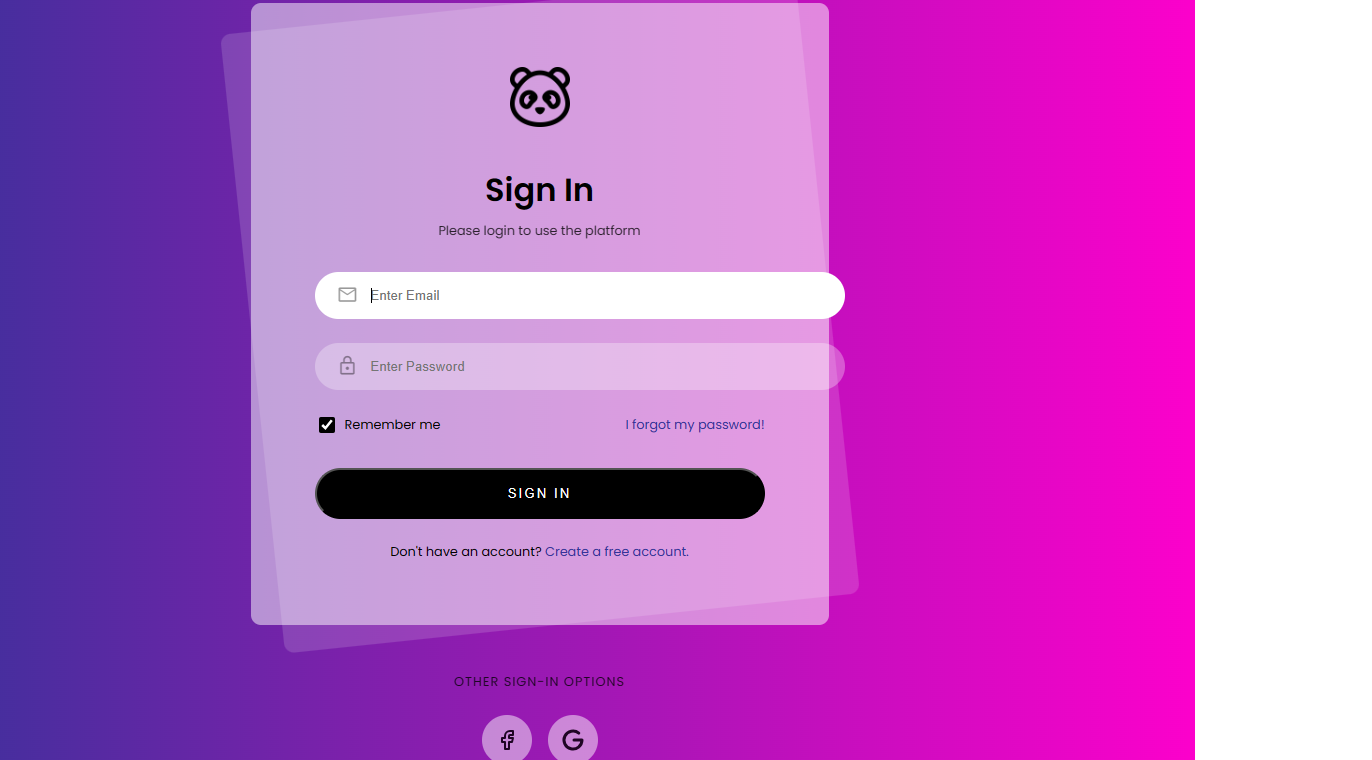 Sign In
Please login to use the platform
Enter Email
Enter Password
Remember me
I forgot my password!
SIGN IN
Don't have an account? Create a free account.
OTHER SIGN-IN OPTIONS